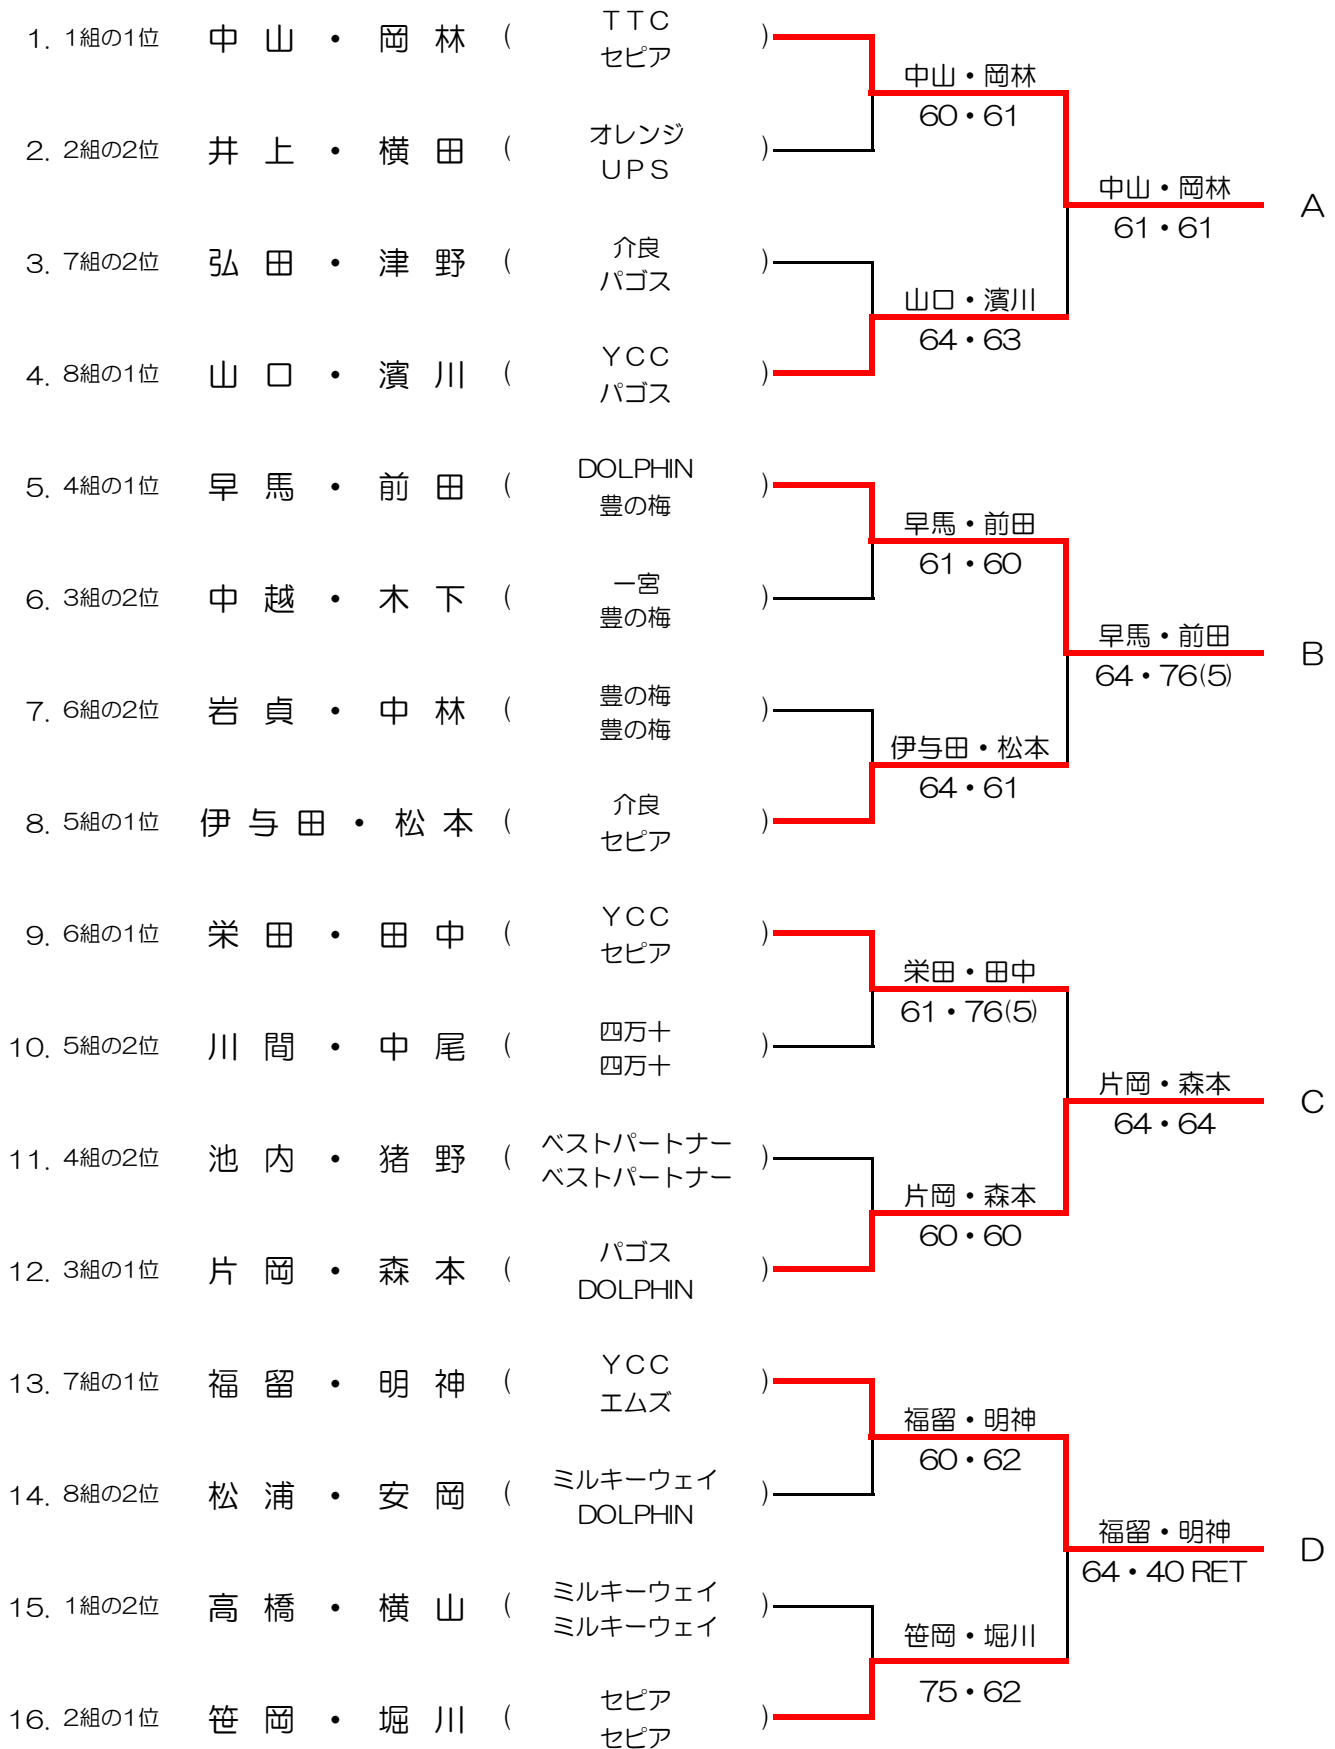 1. 1組の1位 中山・岡林 ( TTC セピア )
中山・岡林
60・61
2. 2組の2位 井上・横田 ( オレンジ UPS )
中山・岡林 A
61・61
3. 7組の2位 弘田・津野 ( 介良 パゴス )
山口・濱川
64・63
4. 8組の1位 山口・濱川 ( YCC パゴス )
5. 4組の1位 早馬・前田 ( DOLPHIN 豊の梅 )
早馬・前田
61・60
6. 3組の2位 中越・木下 ( 一宮 豊の梅 )
早馬・前田 B
64・76(5)
7. 6組の2位 岩貞・中林 ( 豊の梅 豊の梅 )
伊与田・松本
64・61
8. 5組の1位 伊与田・松本 ( 介良 セピア )
9. 6組の1位 栄田・田中 ( YCC セピア )
栄田・田中
61・76(5)
10. 5組の2位 川間・中尾 ( 四万十 四万十 )
片岡・森本 C
64・64
11. 4組の2位 池内・猪野 ( ベストパートナー ベストパートナー )
片岡・森本
60・60
12. 3組の1位 片岡・森本 ( パゴス DOLPHIN )
13. 7組の1位 福留・明神 ( YCC エムズ )
福留・明神
60・62
14. 8組の2位 松浦・安岡 ( ミルキーウェイ DOLPHIN )
福留・明神 D
64・40 RET
15. 1組の2位 高橋・横山 ( ミルキーウェイ ミルキーウェイ )
笹岡・堀川
75・62
16. 2組の1位 笹岡・堀川 ( セピア セピア )